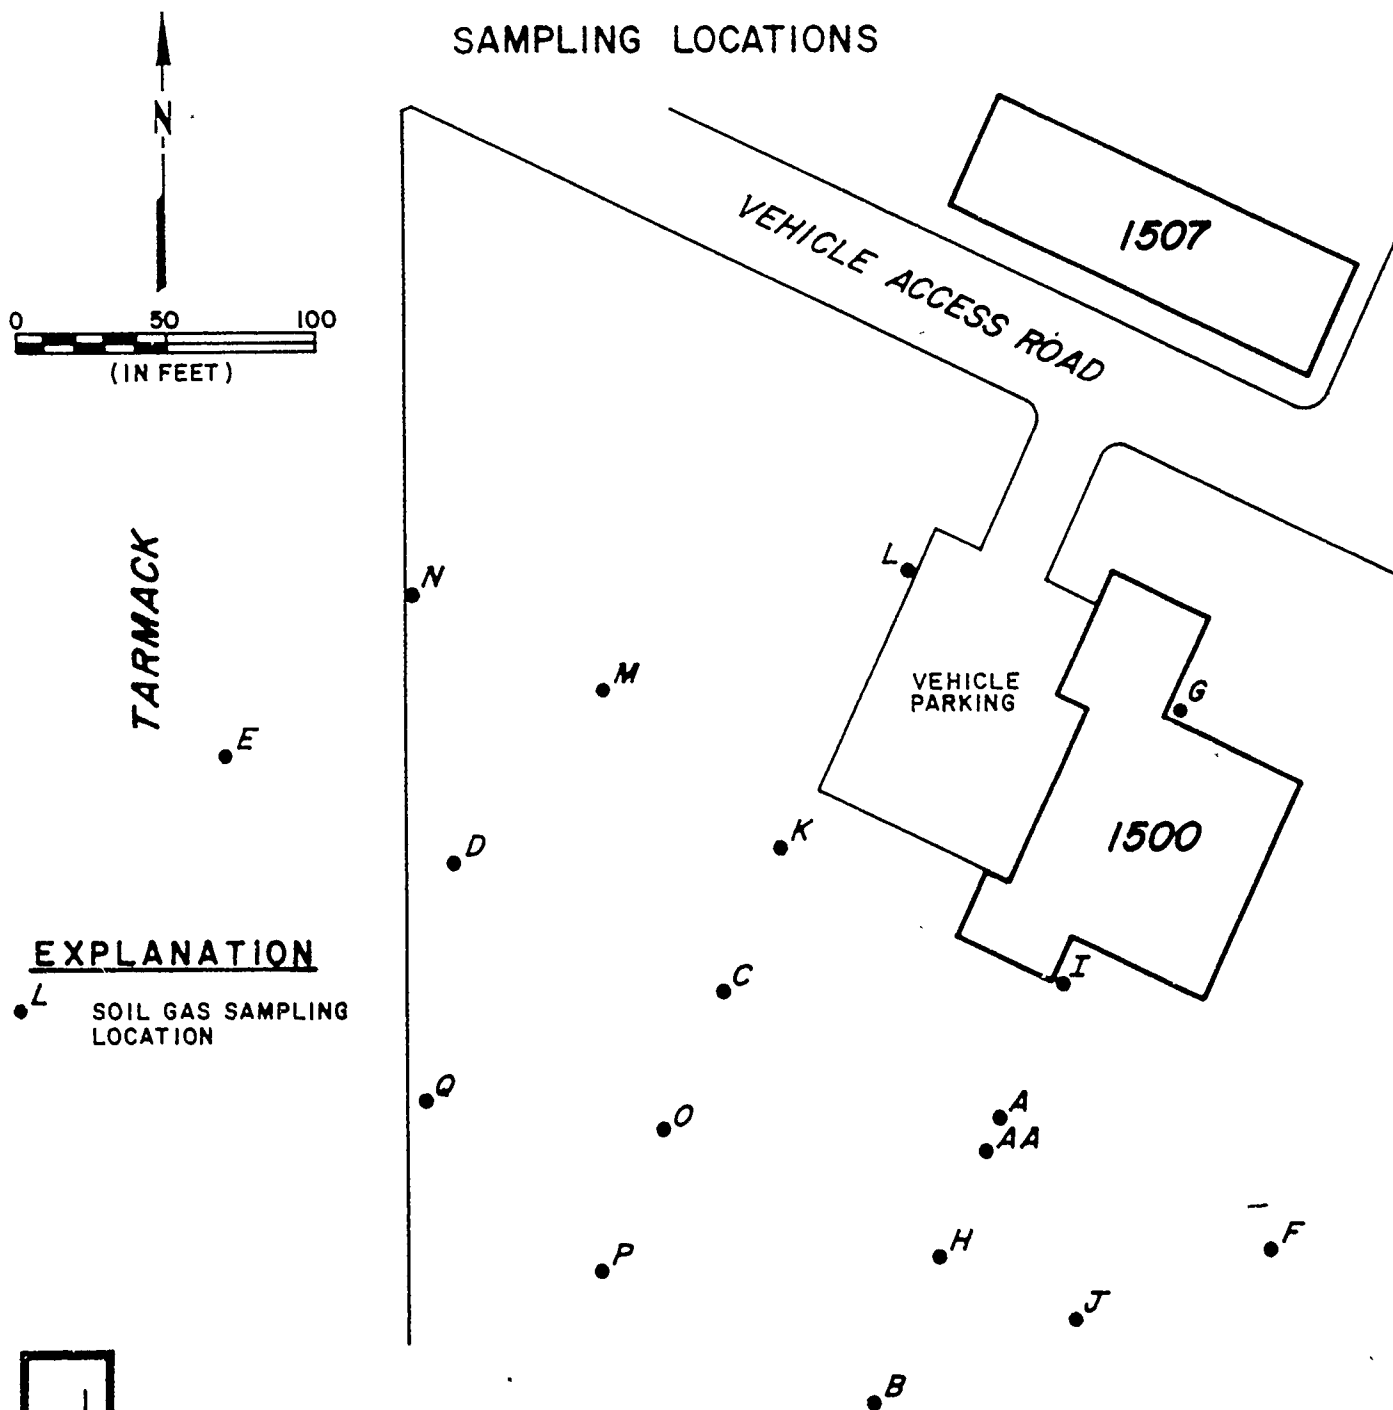 SAMPLING LOCATIONS
N
0 50 100
(IN FEET)
1507
VEHICLE ACCESS ROAD
TARMACK
N
L
M
VEHICLE
PARKING
G
E
D
K
1500
EXPLANATION
L
SOIL GAS SAMPLING
LOCATION
C
I
Q
O
A
AA
P
H
F
J
B